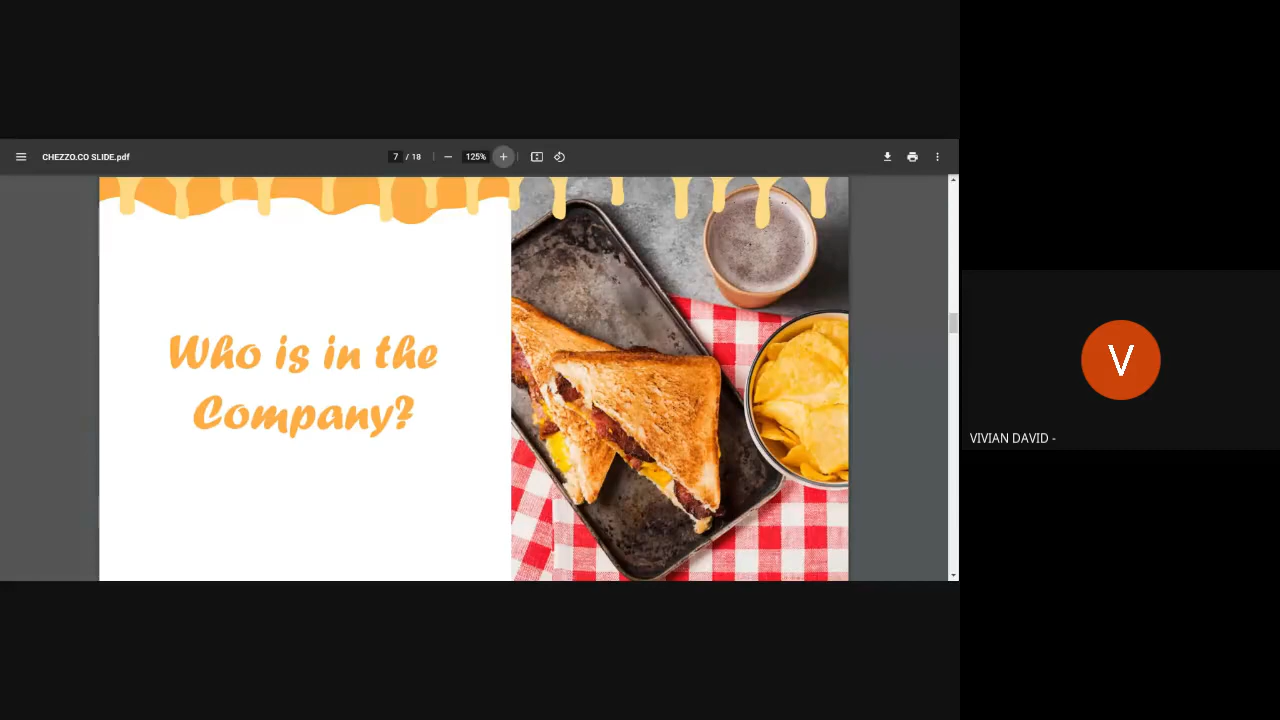 CHEZZO.CO SLIDE.pdf
7 / 18
125%
Who is in the
Company?
V
VIVIAN DAVID -